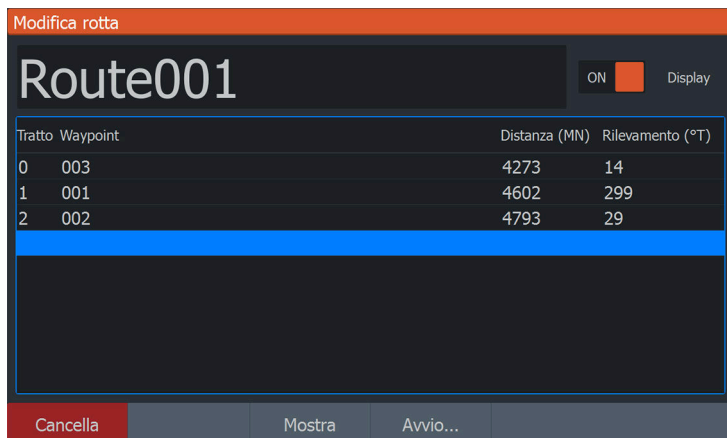 Modifica rotta
Route001
ON Display
Tratto Waypoint Distanza (MN) Rilevamento (°T)
0 003 4273 14
1 001 4602 299
2 002 4793 29
Cancella Mostra Avvio...